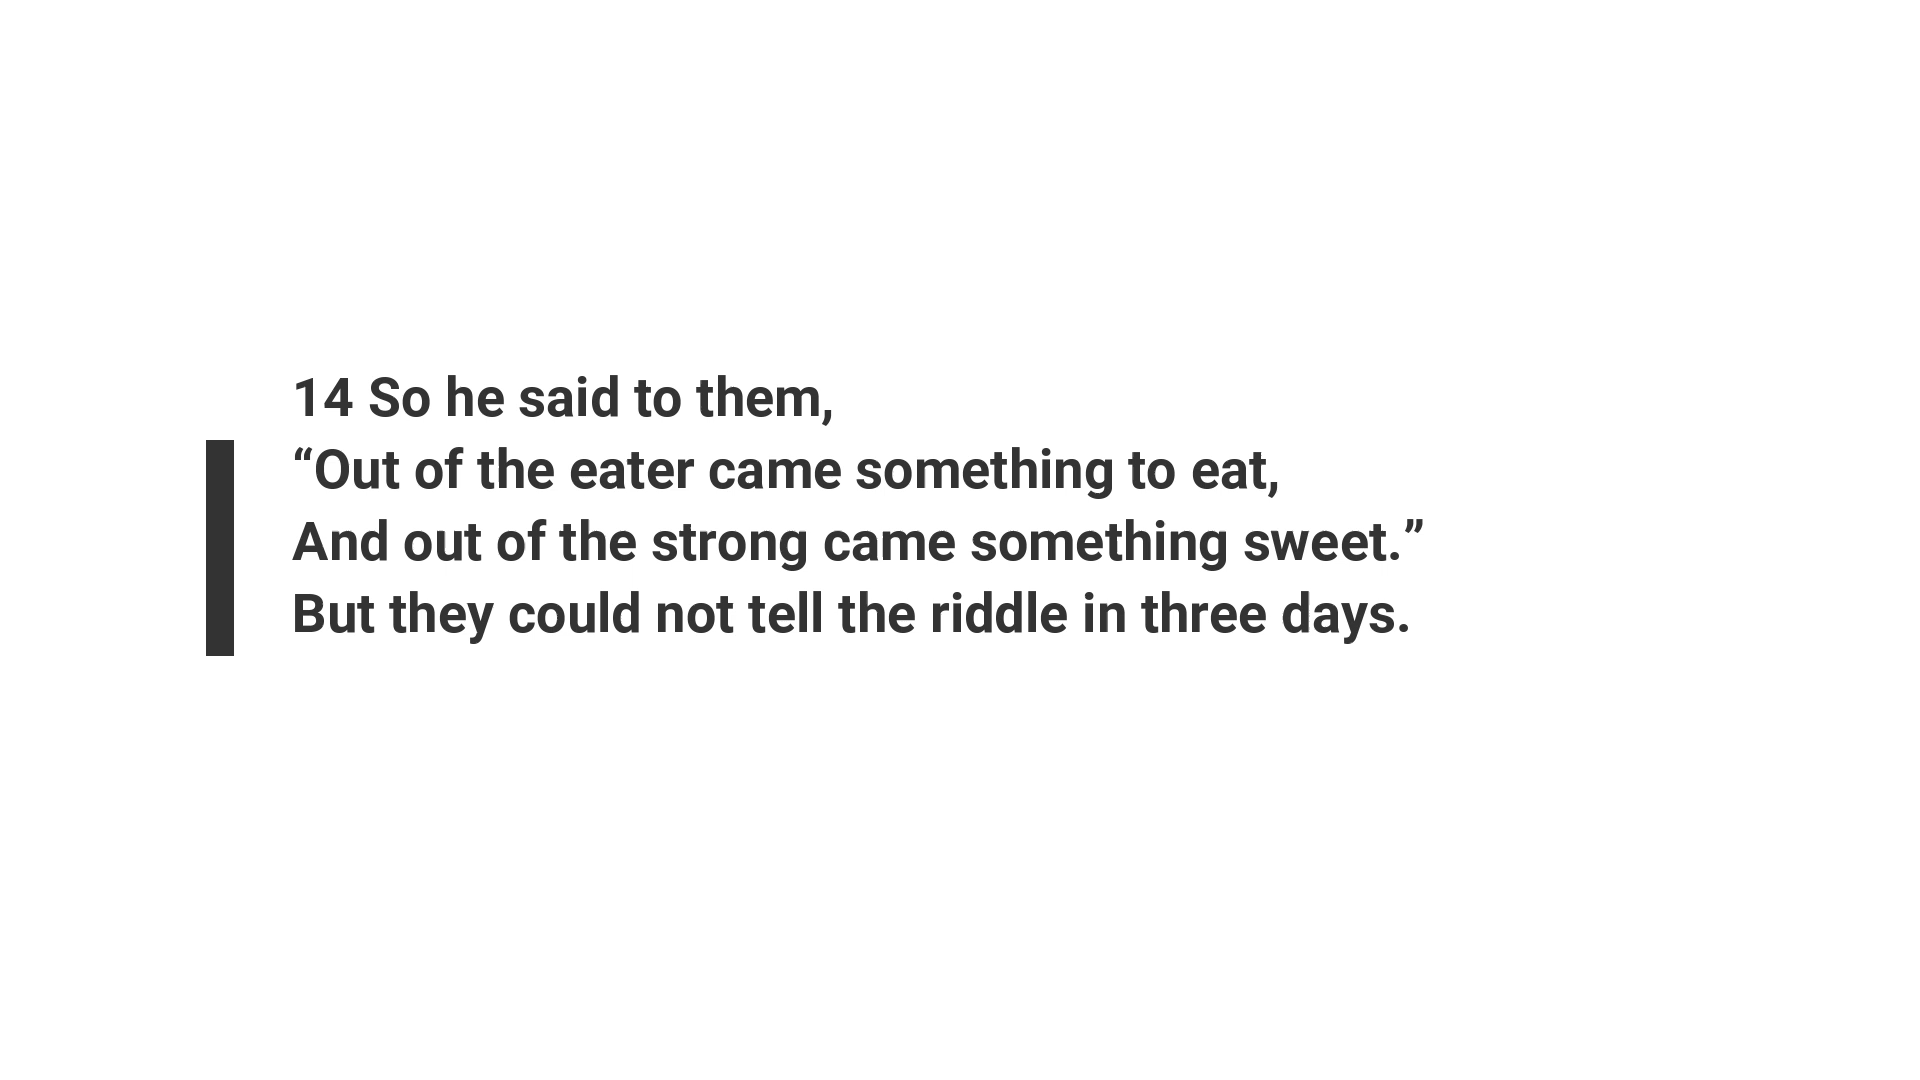 14 So he said to them,
“Out of the eater came something to eat,
And out of the strong came something sweet.”
But they could not tell the riddle in three days.